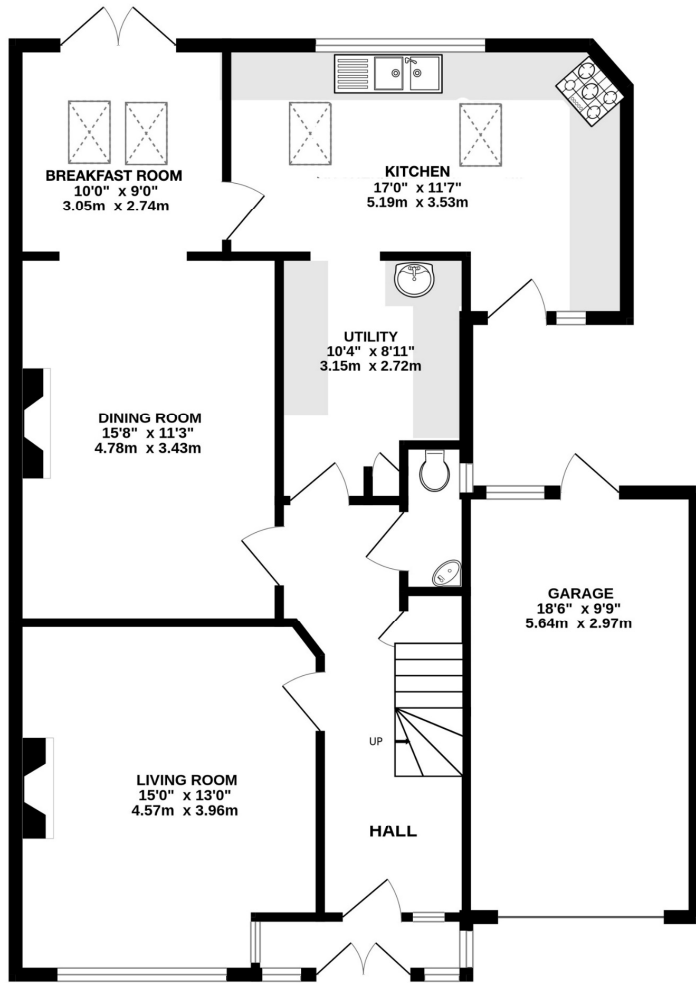 BREAKFAST ROOM
10'0" x 9'0"
3.05m x 2.74m
KITCHEN
17'0" x 11'7"
5.19m x 3.53m
UTILITY
10'4" x 8'11"
3.15m x 2.72m
DINING ROOM
15'8" x 11'3"
4.78m x 3.43m
GARAGE
18'6" x 9'9"
5.64m x 2.97m
UP
LIVING ROOM
15'0" x 13'0"
4.57m x 3.96m
HALL